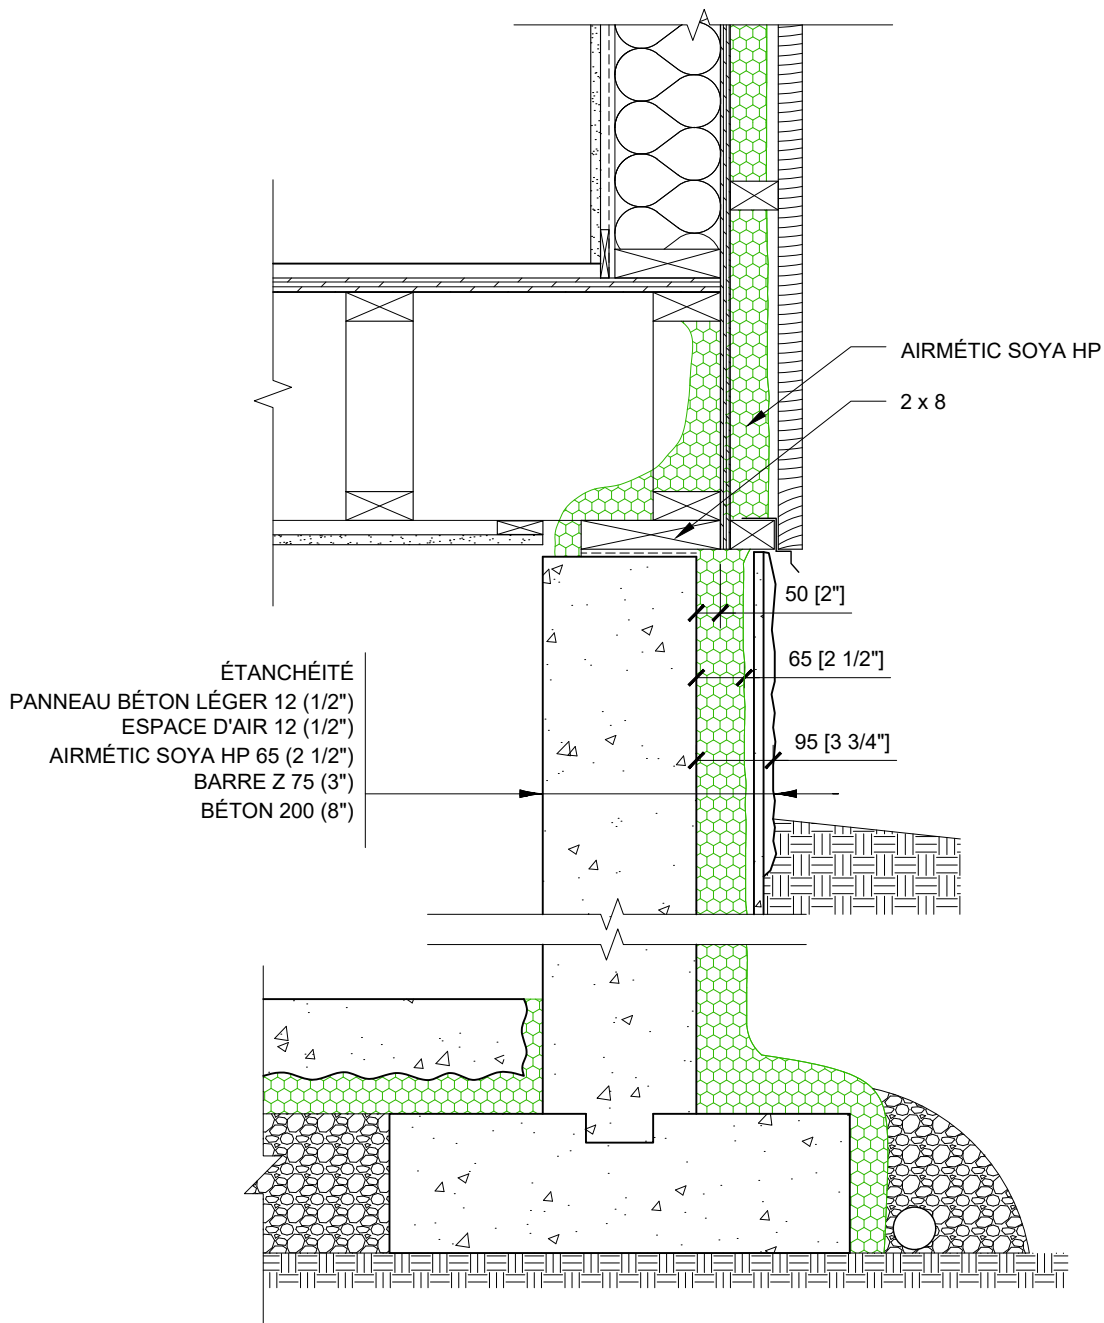 AIRMÉTIC SOYA HP
2 x 8
50 [2"]
65 [2 1/2"]
95 [3 3/4"]
ÉTANCHÉITÉ
PANNEAU BÉTON LÉGER 12 (1/2")
ESPACE D'AIR 12 (1/2")
AIRMÉTIC SOYA HP 65 (2 1/2")
BARRE Z 75 (3")
BÉTON 200 (8")